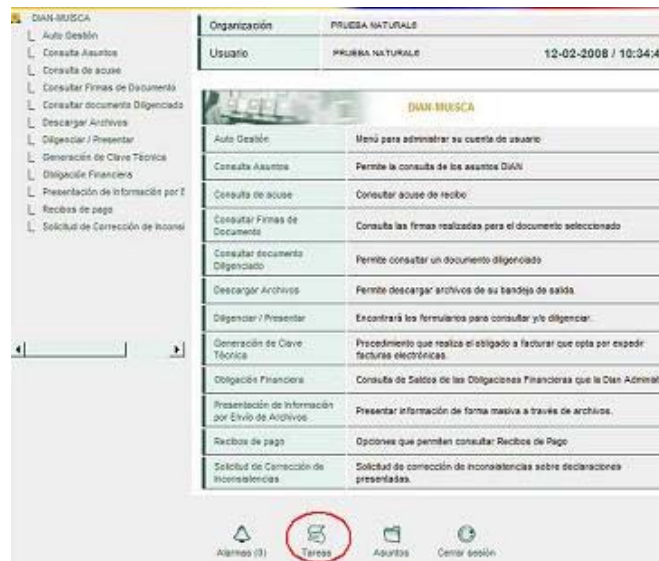 DIAN-MUISCA
Auto Gestión
Consulta Asuntos
Consulta de acuse
Consultar Firmas de Documento
Consultar documento Diligenciado
Descargar Archivos
Diligenciar / Presentar
Generación de Clave Técnica
Obligación Financiera
Presentación de Información por E
Recibos de pago
Solicitud de Corrección de Inconsi
Organización PRUEBA NATURAL6
Usuario PRUEBA NATURAL6 12-02-2008 / 10:34:4
DIAN-MUISCA
Auto Gestión Menú para administrar su cuenta de usuario
Consulta Asuntos Permite la consulta de los asuntos DIAN
Consulta de acuse Consultar acuse de recibo
Consultar Firmas de
Documento
Consulta las firmas realizadas para el documento seleccionado
Consultar documento
Diligenciado
Permite consultar un documento diligenciado
Descargar Archivos Permite descargar archivos de su bandeja de salida.
Diligenciar / Presentar Encontrará los formularios para consultar y/o diligenciar.
Generación de Clave
Técnica
Procedimiento que realiza el obligado a facturar que opta por expedir
facturas electrónicas.
Obligación Financiera Consulta de Saldos de las Obligaciones Financieras que la Dian Administ
Presentación de Información
por Envío de Archivos
Presentar información de forma masiva a través de archivos.
Recibos de pago Opciones que permiten consultar Recibos de Pago
Solicitud de Corrección de
Inconsistencias
Solicitud de corrección de inconsistencias sobre declaraciones
presentadas.
Alarmas (0) Tareas Asuntos Cerrar sesión